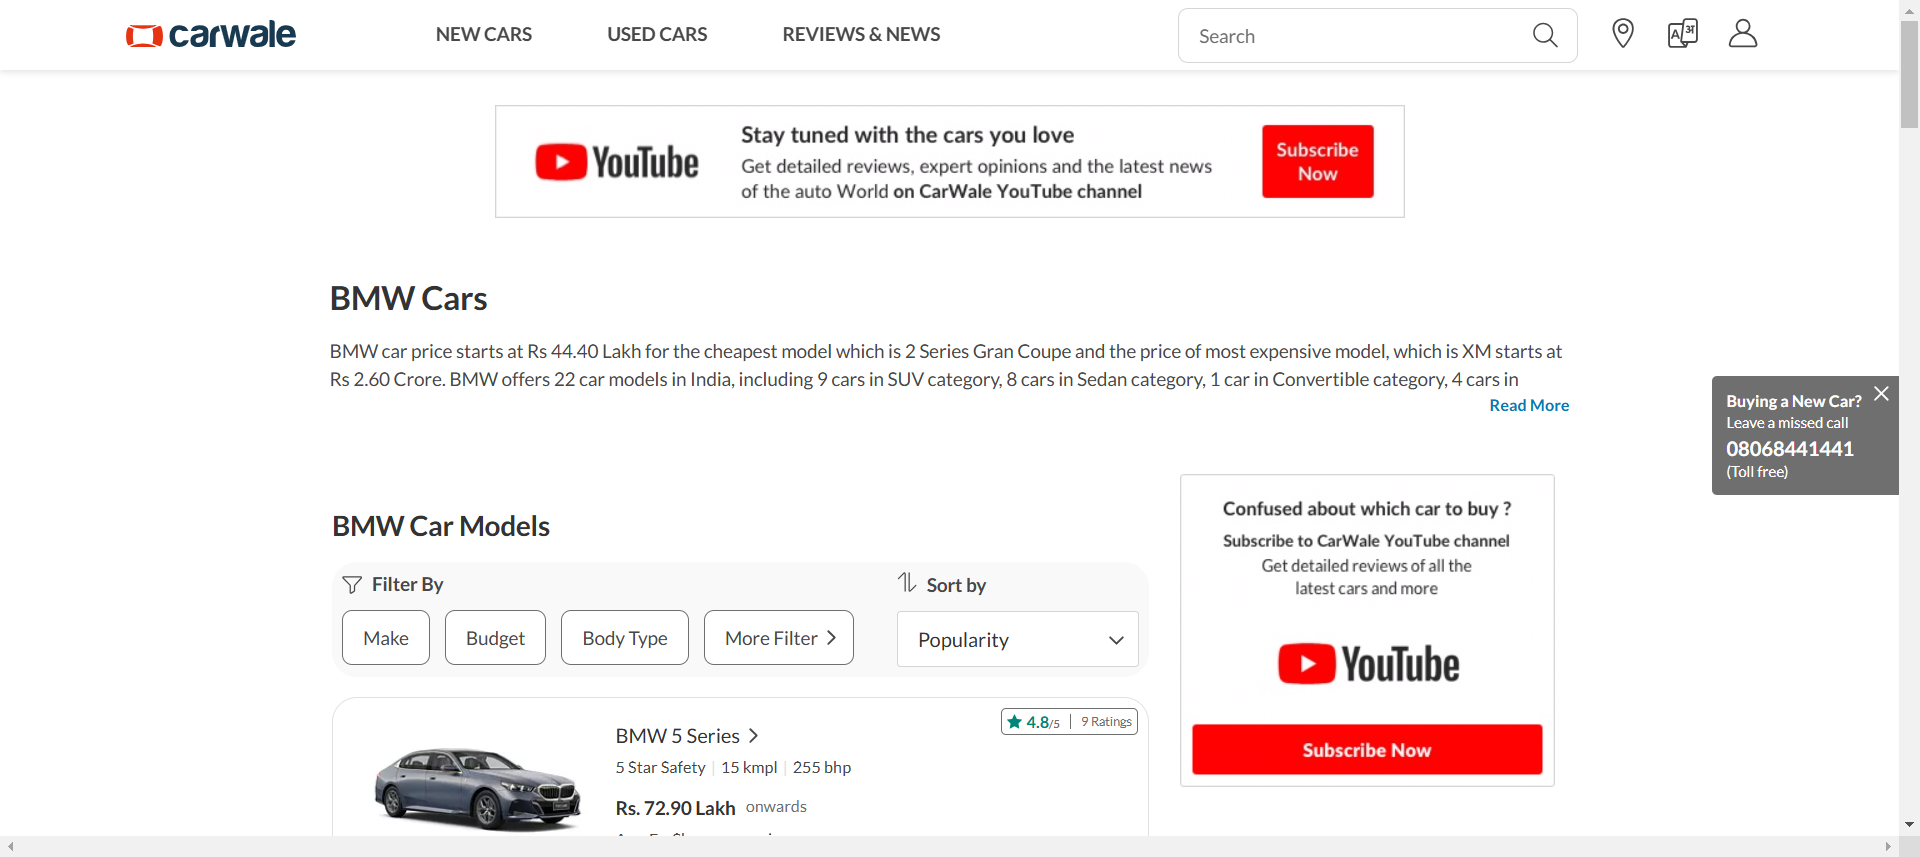 carwale
NEW CARS
USED CARS
REVIEWS & NEWS
Search
YouTube
Stay tuned with the cars you love
Get detailed reviews, expert opinions and the latest news
of the auto World on CarWale YouTube channel
Subscribe
Now
BMW Cars
BMW car price starts at Rs 44.40 Lakh for the cheapest model which is 2 Series Gran Coupe and the price of most expensive model, which is XM starts at
Rs 2.60 Crore. BMW offers 22 car models in India, including 9 cars in SUV category, 8 cars in Sedan category, 1 car in Convertible category, 4 cars in
Read More
Buying a New Car?
Leave a missed call
08068441441
(Toll free)
BMW Car Models
Filter By
Make
Budget
Body Type
More Filter
Sort by
Popularity
Confused about which car to buy ?
Subscribe to CarWale YouTube channel
Get detailed reviews of all the
latest cars and more
YouTube
Subscribe Now
4.8/5 | 9 Ratings
BMW 5 Series
5 Star Safety | 15 kmpl | 255 bhp
Rs. 72.90 Lakh onwards